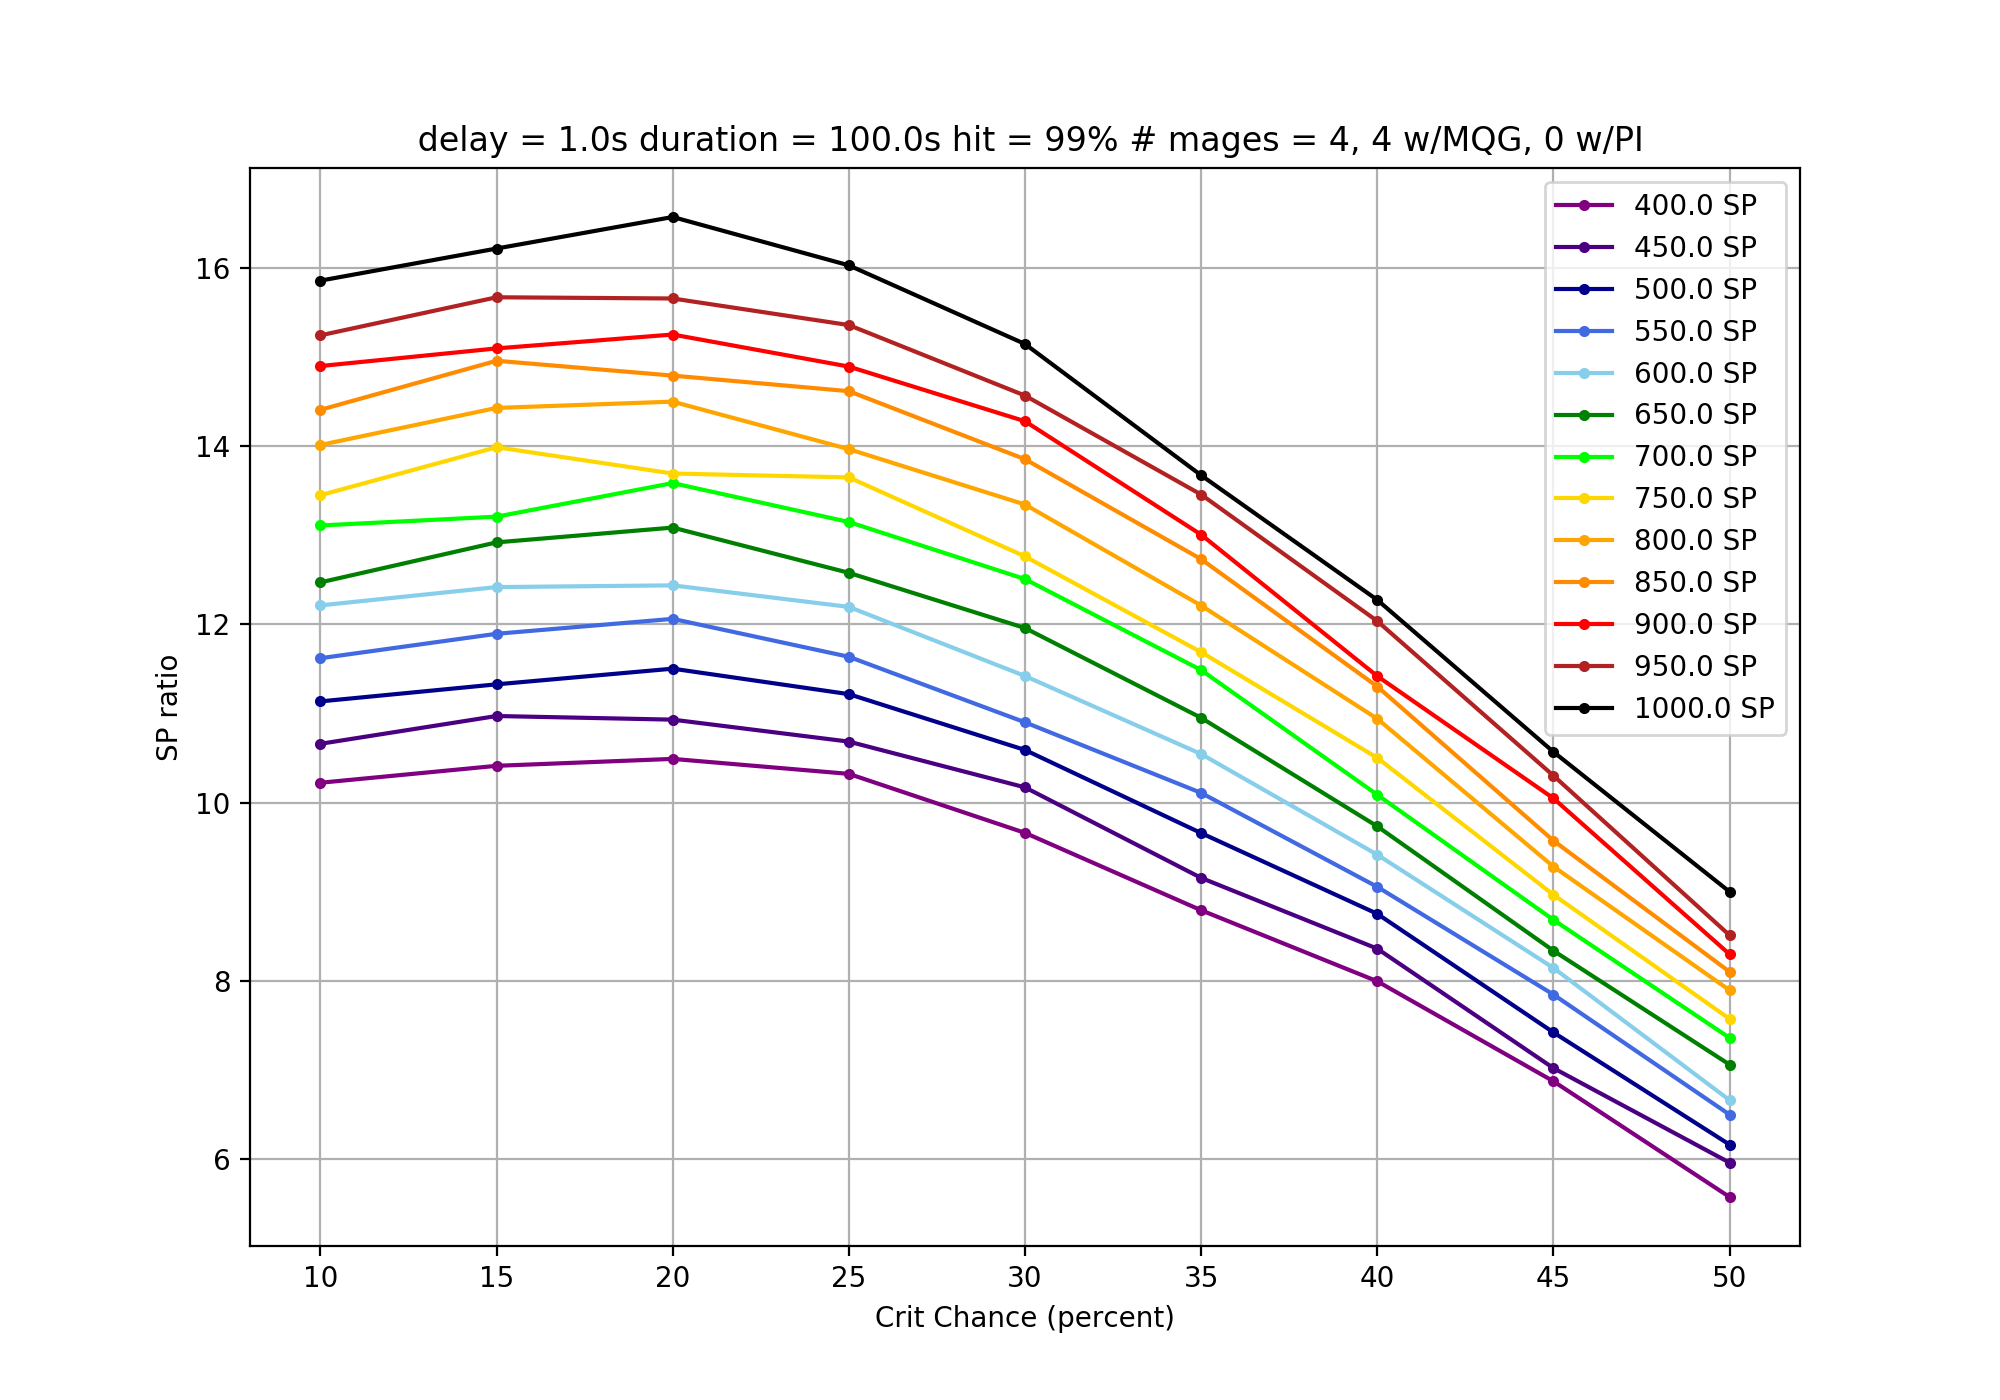 delay = 1.0s duration = 100.0s hit = 99% # mages = 4, 4 w/MQG, 0 w/PI
400.0 SP
450.0 SP
500.0 SP
550.0 SP
600.0 SP
650.0 SP
700.0 SP
750.0 SP
800.0 SP
850.0 SP
900.0 SP
950.0 SP
1000.0 SP
16
14
12
10
8
6
SP ratio
10 15 20 25 30 35 40 45 50
Crit Chance (percent)